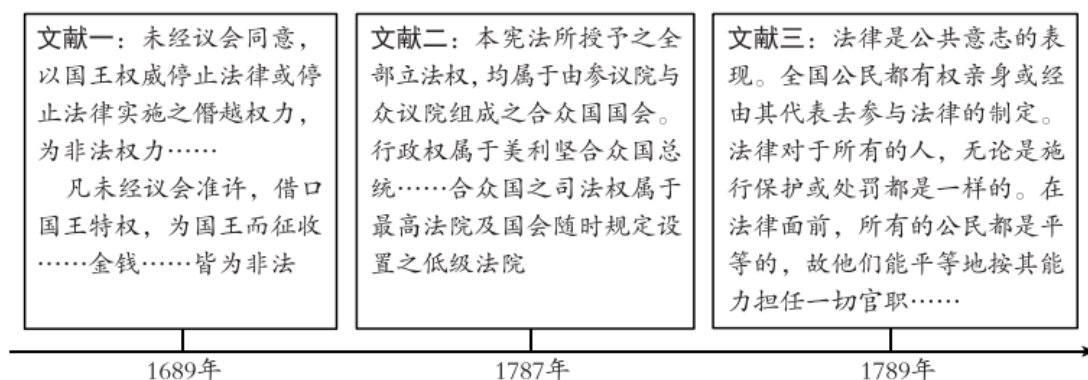 文献一：未经议会同意，
以国王权威停止法律或停
止法律实施之僭越权力，
为非法权力……
凡未经议会准许，借口
国王特权，为国王而征收
……金钱……皆为非法
文献二：本宪法所授予之全
部立法权，均属于由参议院与
众议院组成之合众国国会。
行政权属于美利坚合众国总
统……合众国之司法权属于
最高法院及国会随时规定设
置之低级法院
文献三：法律是公共意志的表
现。全国公民都有权亲身或经
由其代表去参与法律的制定。
法律对于所有的人，无论是施
行保护或处罚都是一样的。在
法律面前，所有的公民都是平
等的，故他们能平等地按其能
力担任一切官职……
1689年
1787年
1789年